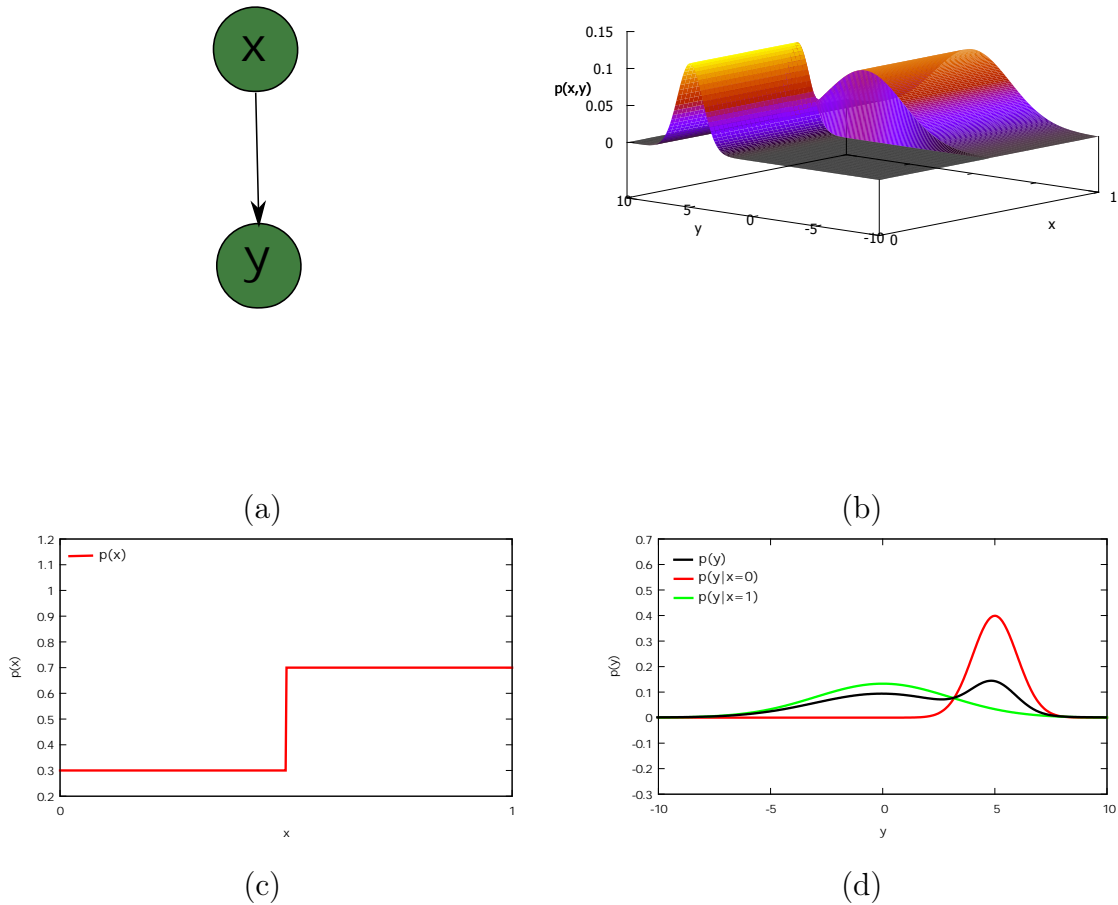 x
y
0.15
0.1
p(x,y)
0.05
0
10
5
y
0
-5
-10
0
x
1
(a)
(b)
1.2
1.1
1
0.9
0.8
0.7
0.6
0.5
0.4
0.3
0.2
p(x)
p(x)
0
1
x
0.7
0.6
0.5
0.4
0.3
0.2
0.1
0
-0.1
-0.2
-0.3
p(y)
p(y)
p(y|x=0)
p(y|x=1)
-10
-5
0
5
10
y
(c)
(d)